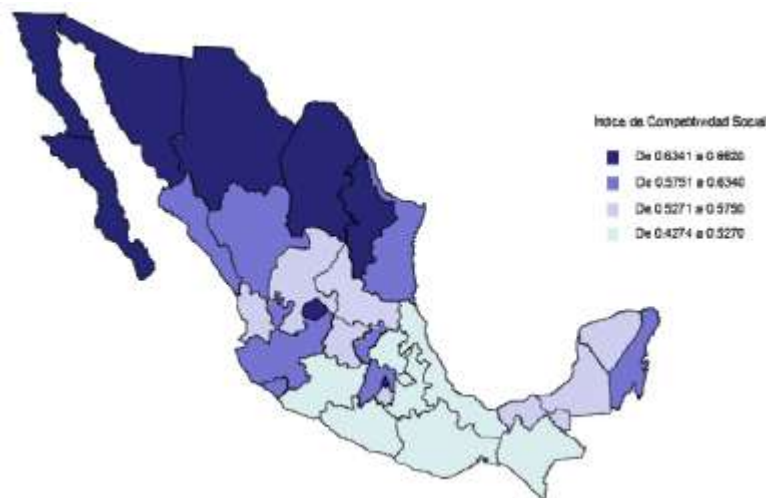 Indice de Competitividad Social
De 0.6341 a 0.6820
De 0.5751 a 0.6340
De 0.5271 a 0.5750
De 0.4274 a 0.5270